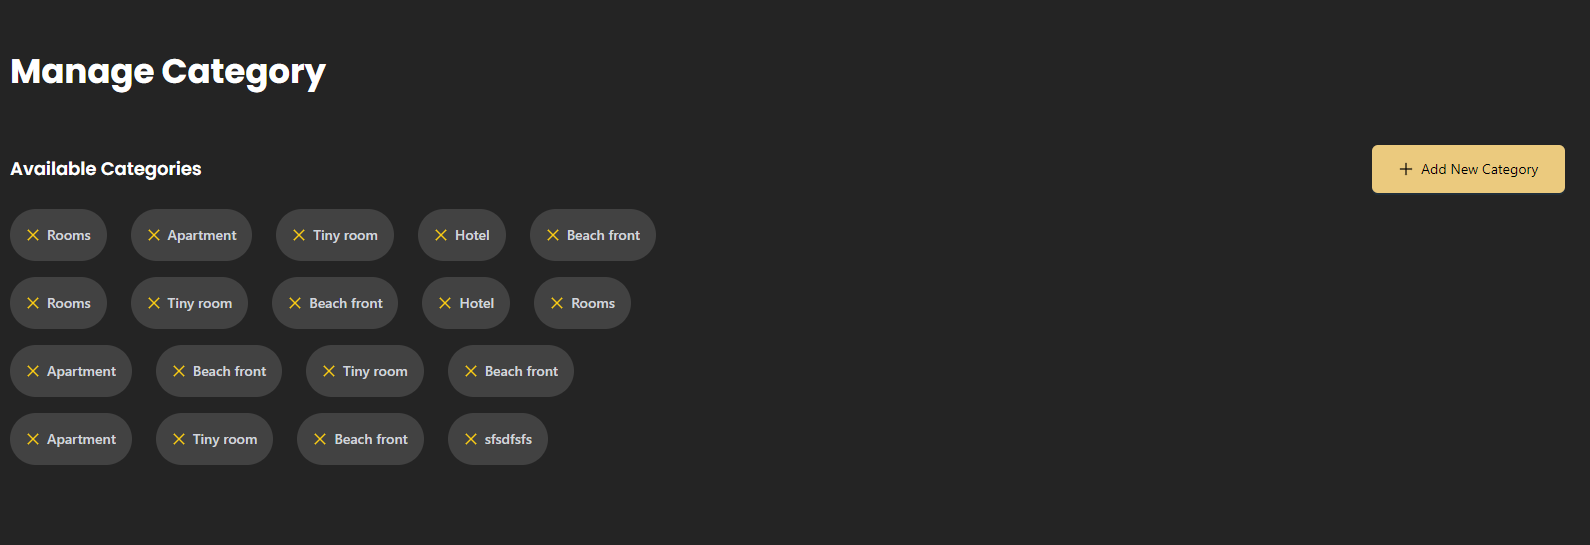 Manage Category
Available Categories
Add New Category
Rooms Apartment Tiny room Hotel Beach front
Rooms Tiny room Beach front Hotel Rooms
Apartment Beach front Tiny room Beach front
Apartment Tiny room Beach front sfsdfsfs